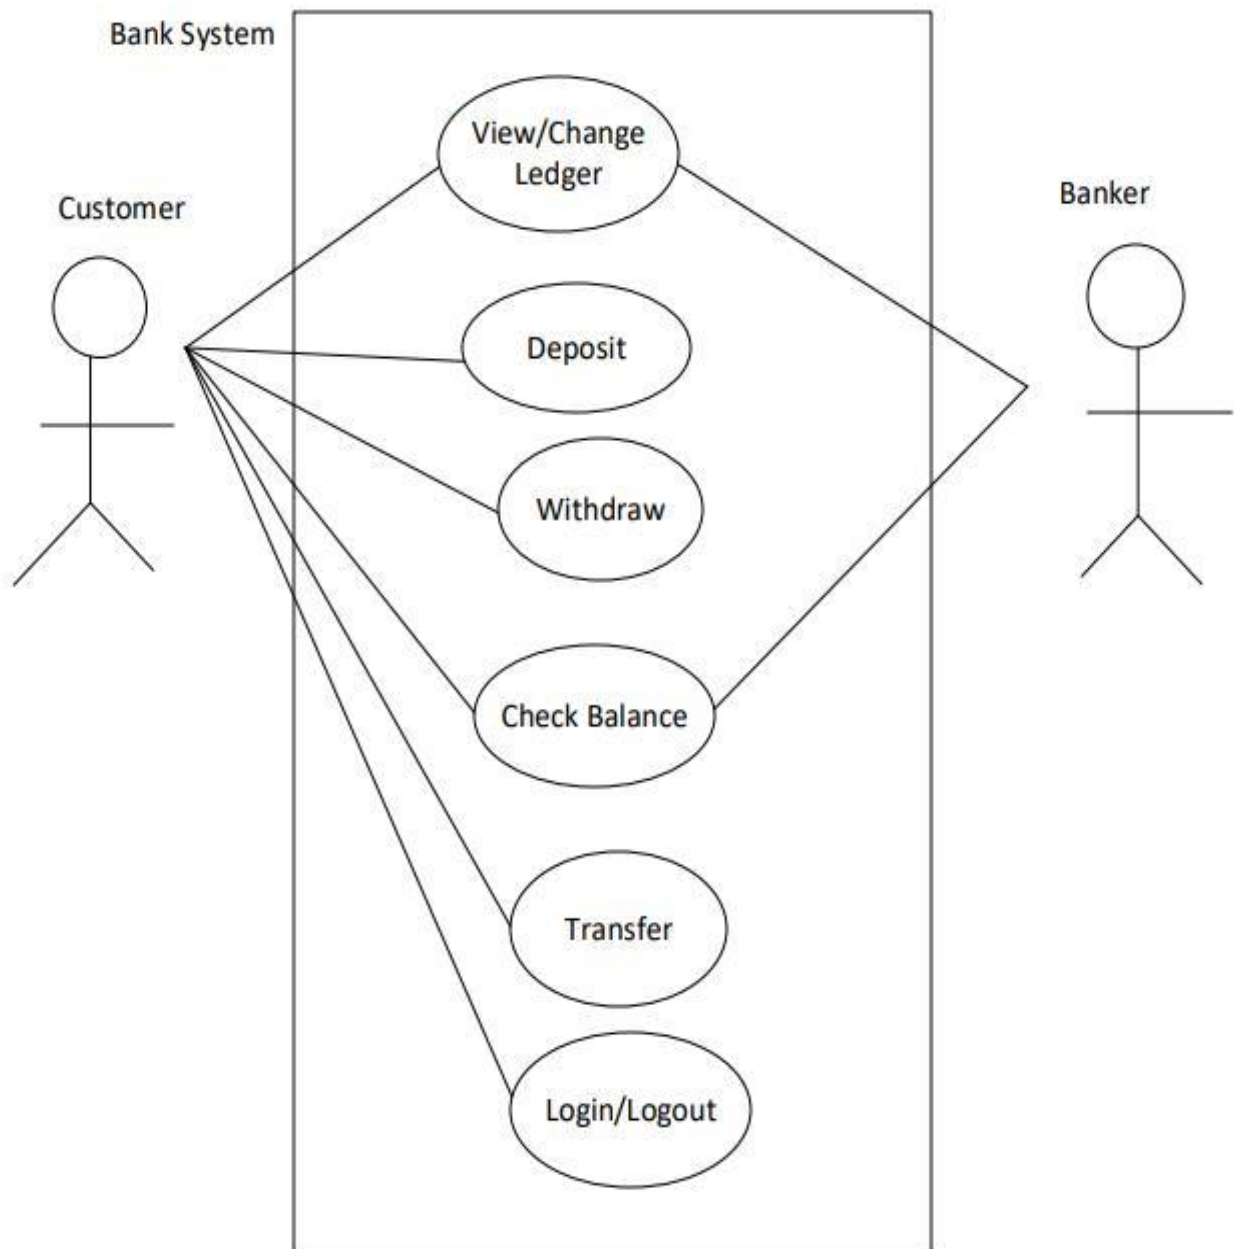 Bank System
View/Change
Ledger
Customer
Banker
Deposit
Withdraw
Check Balance
Transfer
Login/Logout